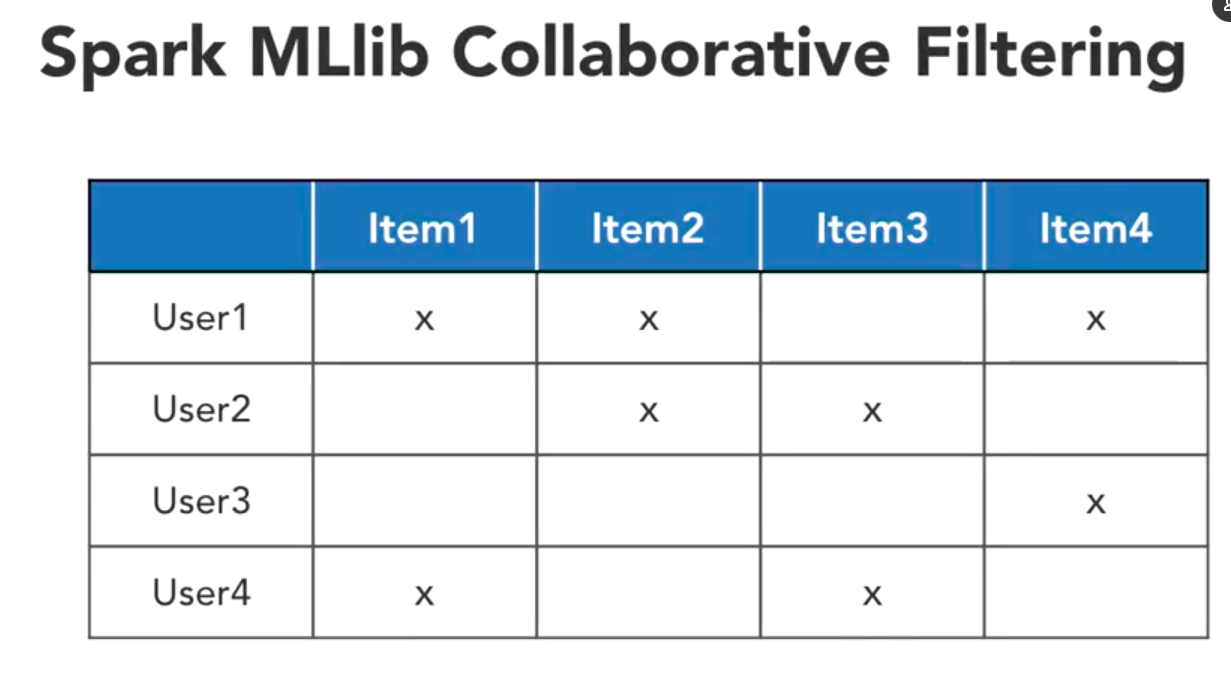 Spark MLlib Collaborative Filtering
Item1 Item2 Item3 Item4
User1 x x x
User2 x x
User3 x
User4 x x